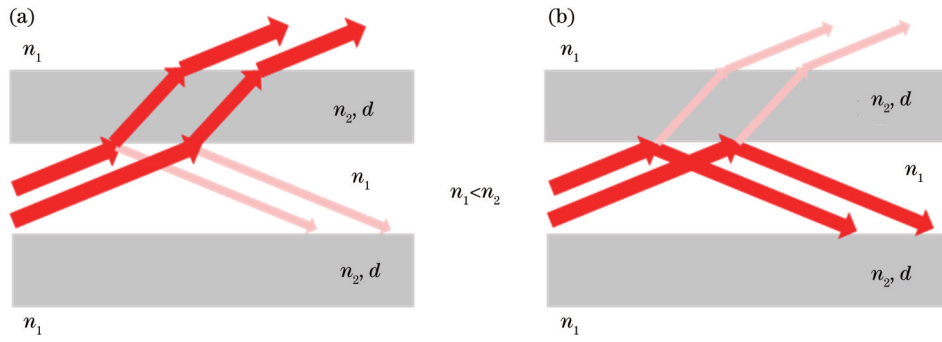 (a)
n₁
n₂, d
n₁
n₂, d
n₁
n₁<n₂
(b)
n₁
n₂, d
n₁
n₂, d
n₁